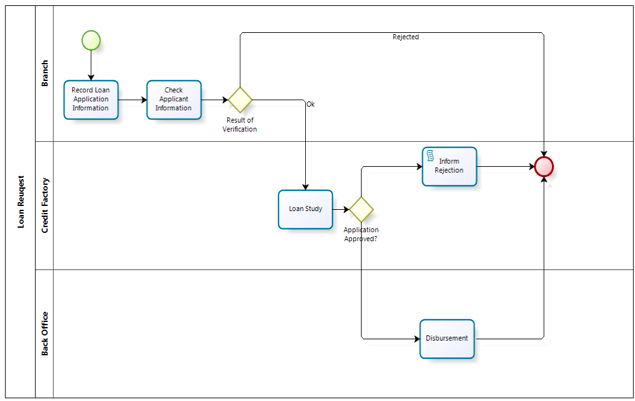 Loan Reuqest
Branch
Record Loan
Application
Information
Check
Applicant
Information
Result of
Verification
Rejected
Ok
Credit Factory
Loan Study
Application
Approved?
Inform
Rejection
Back Office
Disbursement